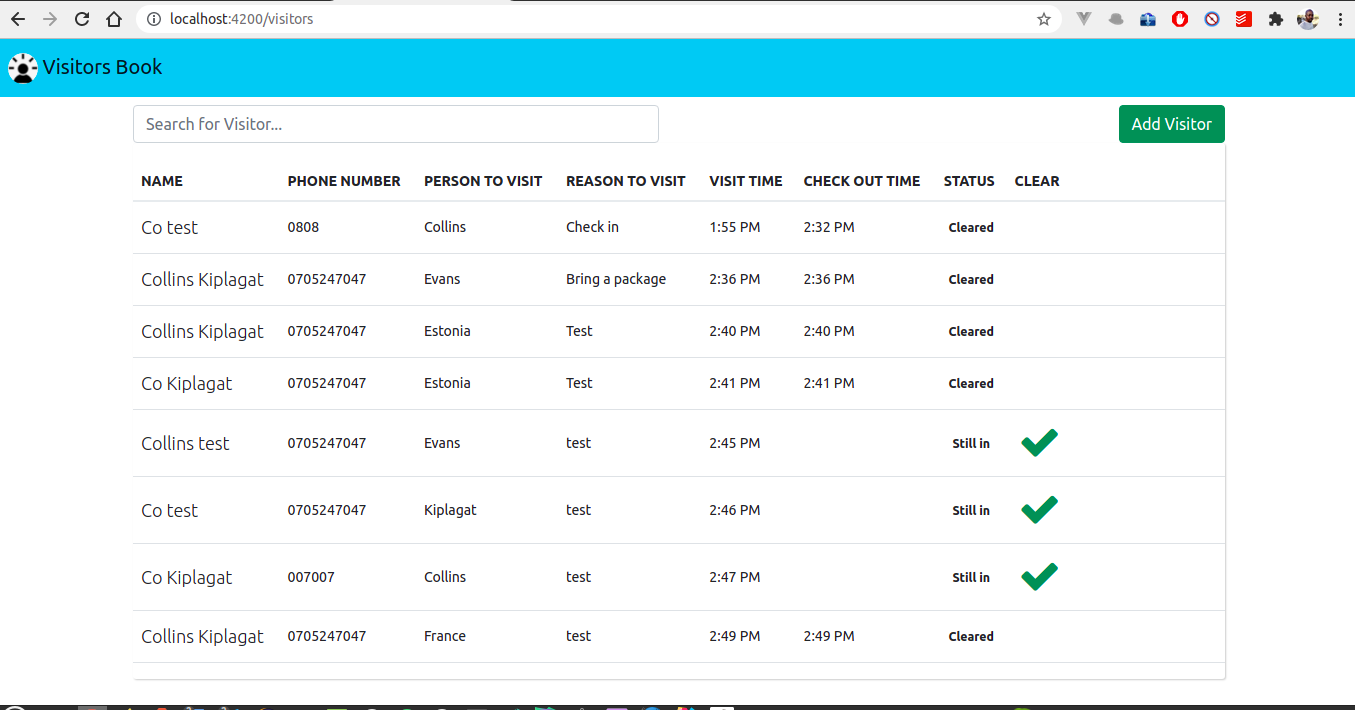 localhost:4200/visitors
Visitors Book
Search for Visitor...
Add Visitor
NAME PHONE NUMBER PERSON TO VISIT REASON TO VISIT VISIT TIME CHECK OUT TIME STATUS CLEAR
Co test 0808 Collins Check in 1:55 PM 2:32 PM Cleared
Collins Kiplagat 0705247047 Evans Bring a package 2:36 PM 2:36 PM Cleared
Collins Kiplagat 0705247047 Estonia Test 2:40 PM 2:40 PM Cleared
Co Kiplagat 0705247047 Estonia Test 2:41 PM 2:41 PM Cleared
Collins test 0705247047 Evans test 2:45 PM Still in
Co test 0705247047 Kiplagat test 2:46 PM Still in
Co Kiplagat 007007 Collins test 2:47 PM Still in
Collins Kiplagat 0705247047 France test 2:49 PM 2:49 PM Cleared